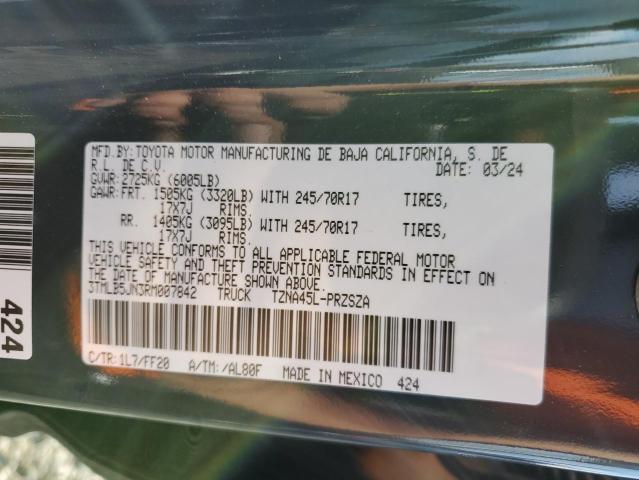 MFD.BY:TOYOTA MOTOR MANUFACTURING DE BAJA CALIFORNIA, S. DE
R.L. DE C.V. DATE: 03/24
GVWR: 2725KG (6005LB)
GAWR:FRT. 1505KG (3320LB) WITH 245/70R17 TIRES,
17X7J RIMS.
RR. 1405KG (3095LB) WITH 245/70R17 TIRES,
17X7J RIMS.
THIS VEHICLE CONFORMS TO ALL APPLICABLE FEDERAL MOTOR
VEHICLE SAFETY, AND THEFT PREVENTION STANDARDS IN EFFECT ON
THE DATE OF MANUFACTURE SHOWN ABOVE.
3TMLB5JN3RM007842 TRUCK TZNA45L-PRZSZA
C/TR:1L7/FF20 A/TM:/AL80F MADE IN MEXICO 424
424